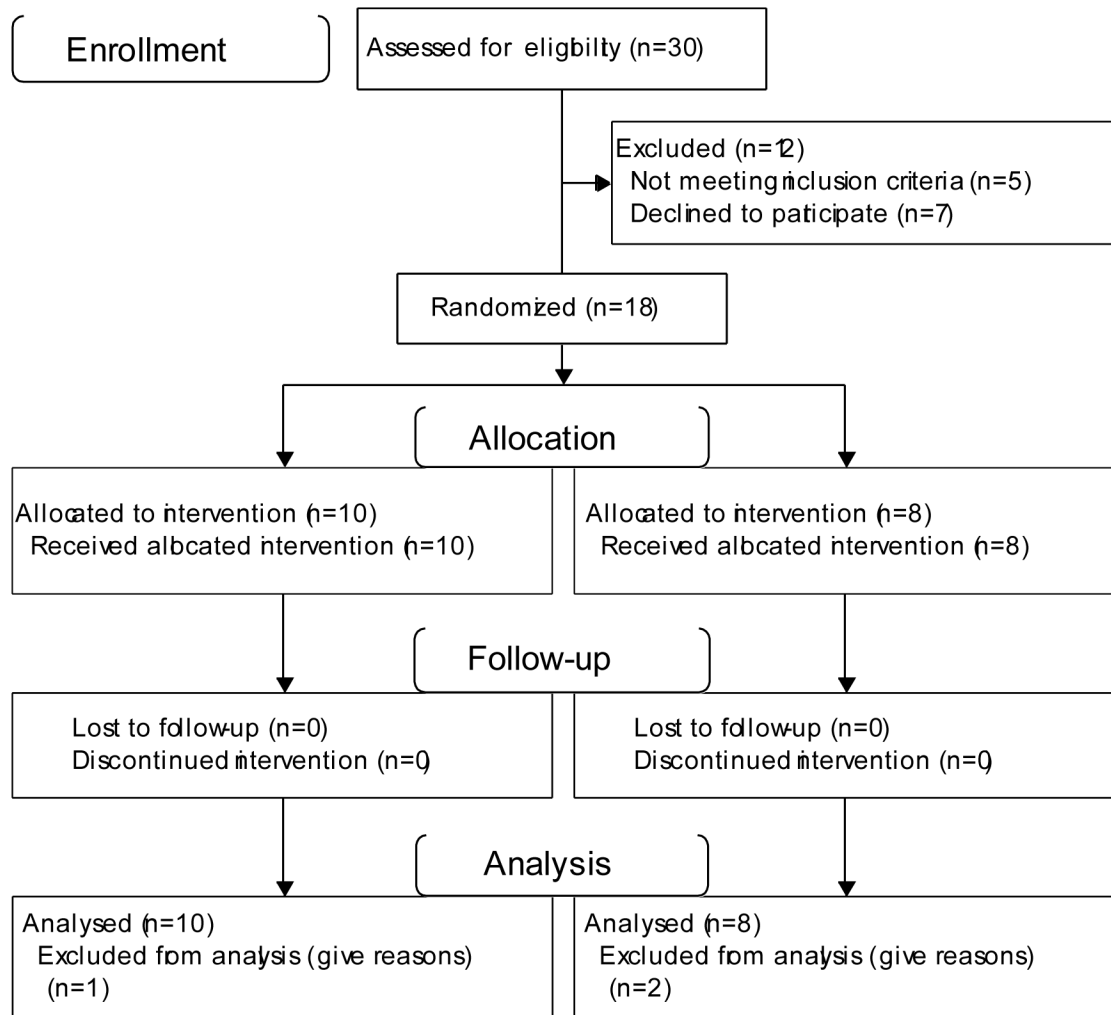 Enrollment
Assessed for eligibilty (n=30)
Excluded (n=12)
Not meeting inclusion criteria (n=5)
Declined to participate (n=7)
Randomized (n=18)
Allocation
Allocated to intervention (n=10)
Received allocated intervention (n=10)
Allocated to intervention (n=8)
Received allocated intervention (n=8)
Follow-up
Lost to follow-up (n=0)
Discontinued intervention (n=0)
Lost to follow-up (n=0)
Discontinued intervention (n=0)
Analysis
Analysed (n=10)
Excluded from analysis (give reasons)
(n=1)
Analysed (n=8)
Excluded from analysis (give reasons)
(n=2)